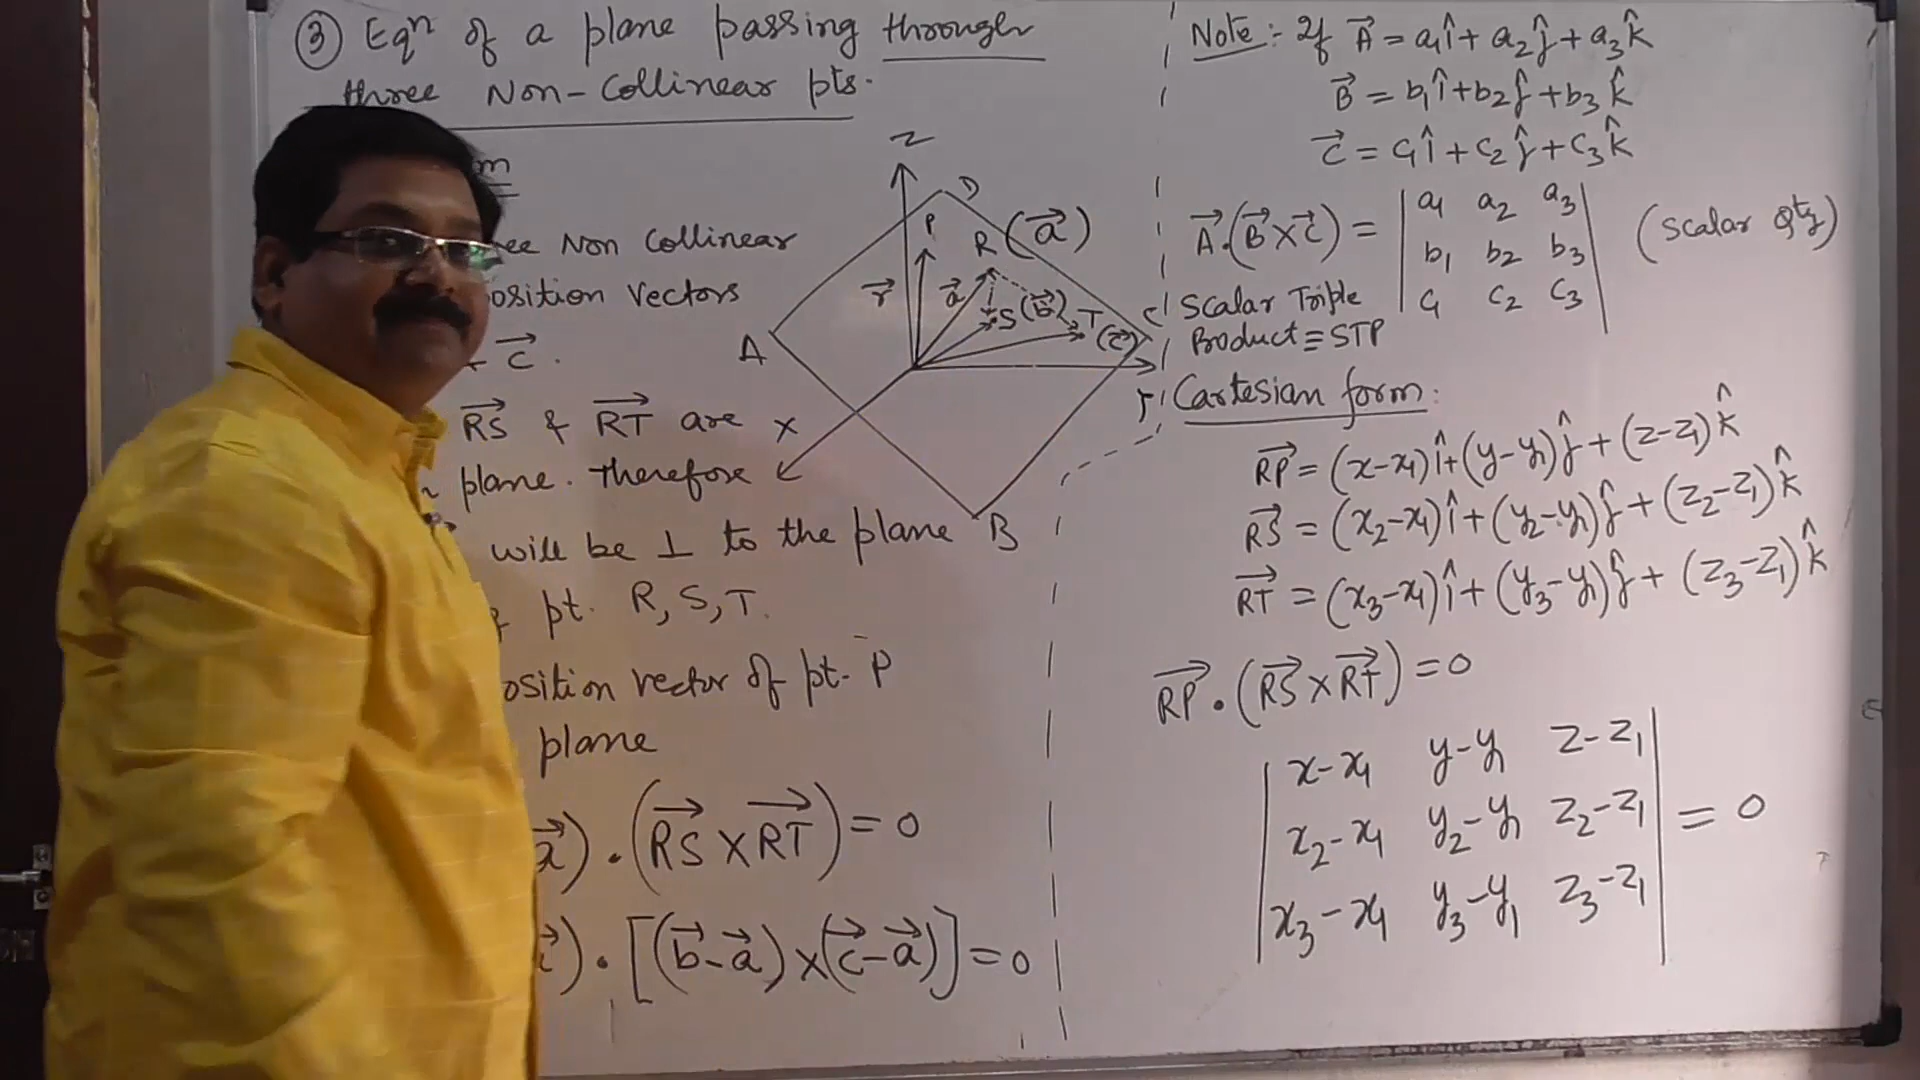 ③ Eqⁿ of a plane passing through
three Non-Collinear pts.
m
ee Non Collinear
osition Vectors
C⃗ .
RS⃗ & RT⃗ are
plane. Therefore
will be ⊥ to the plane
pt. R, S, T.
osition vector of pt. P
plane
a⃗) . (RS⃗ × RT⃗) = 0
) . [(b⃗ - a⃗) × (c⃗ - a⃗)] = 0
Z
D
P
R (a⃗)
r⃗
a⃗
S (b⃗)
T (c⃗)
C
A
Y
X
B
Note :- If A⃗ = a₁î + a₂ĵ + a₃k̂
B⃗ = b₁î + b₂ĵ + b₃k̂
C⃗ = c₁î + c₂ĵ + c₃k̂
A⃗ . (B⃗ × C⃗) = | a₁ a₂ a₃ | (Scalar Qty)
| b₁ b₂ b₃ |
| c₁ c₂ c₃ |
Scalar Triple
Product ≡ STP
Cartesian form :
RP⃗ = (x-x₁)î + (y-y₁)ĵ + (z-z₁)k̂
RS⃗ = (x₂-x₁)î + (y₂-y₁)ĵ + (z₂-z₁)k̂
RT⃗ = (x₃-x₁)î + (y₃-y₁)ĵ + (z₃-z₁)k̂
RP⃗ . (RS⃗ × RT⃗) = 0
| x-x₁ y-y₁ z-z₁ |
| x₂-x₁ y₂-y₁ z₂-z₁ | = 0
| x₃-x₁ y₃-y₁ z₃-z₁ |